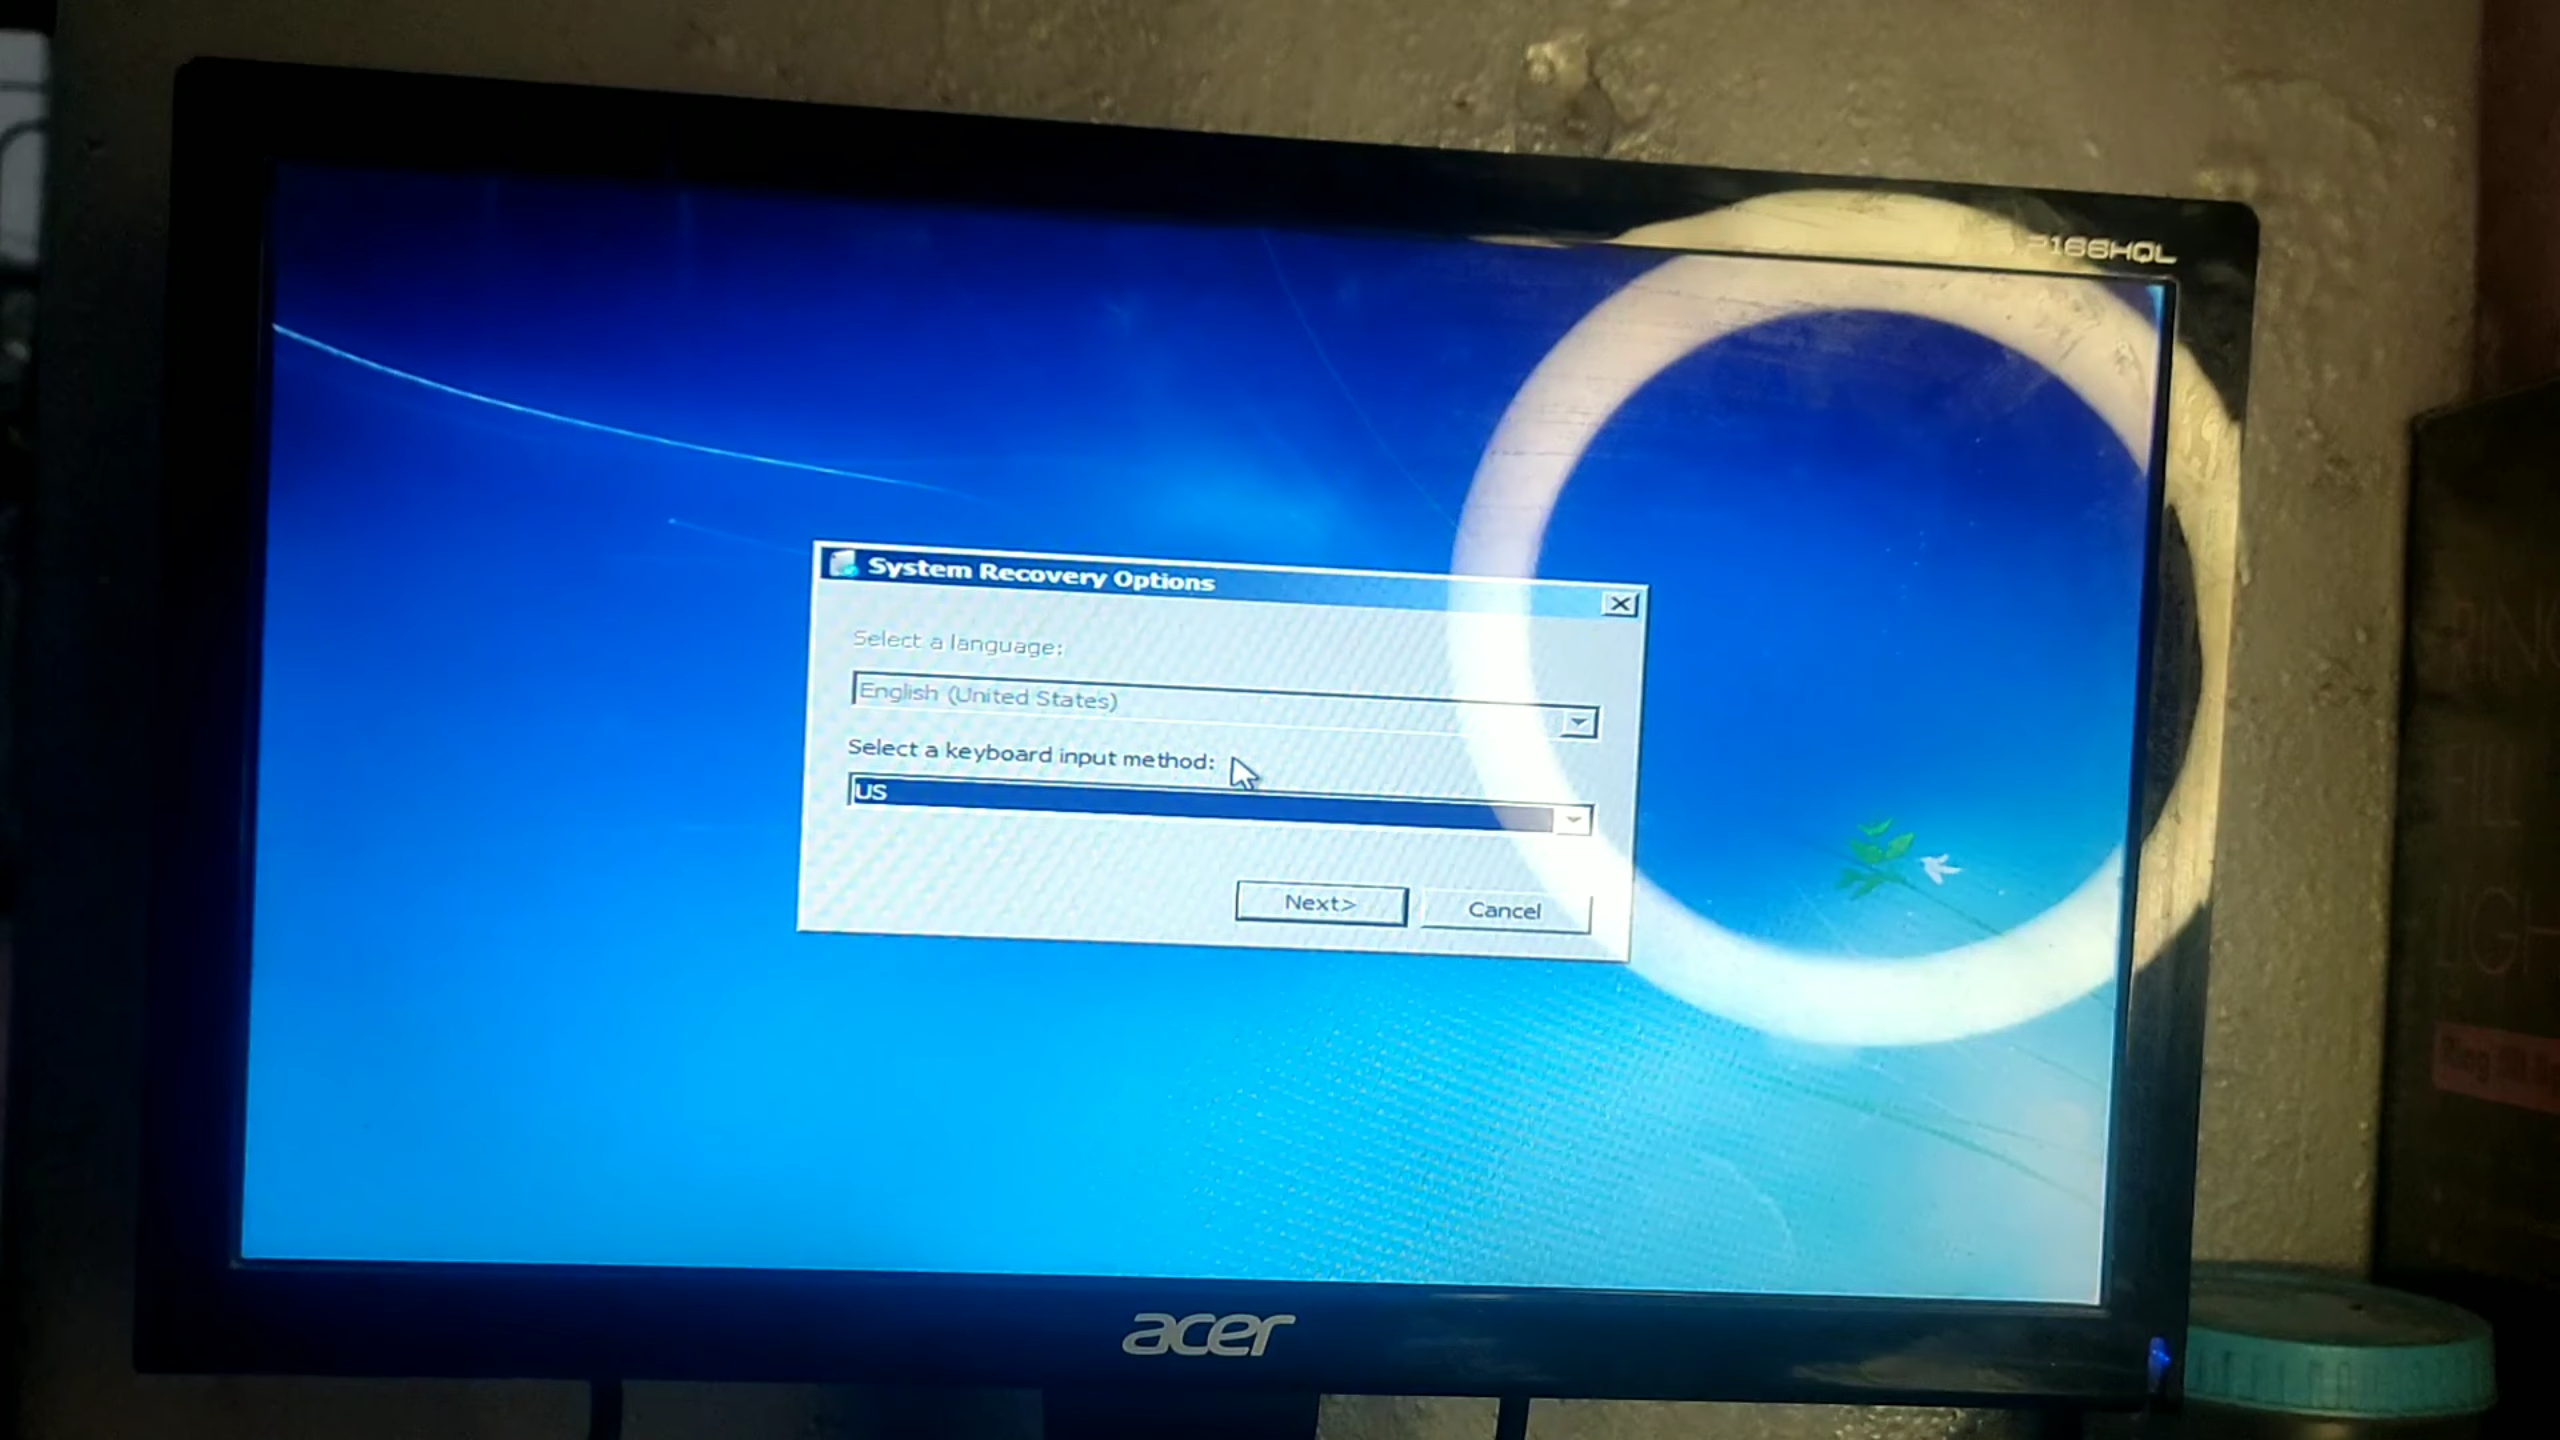 P166HQL
System Recovery Options
Select a language:
English (United States)
Select a keyboard input method:
US
Next>
Cancel
acer